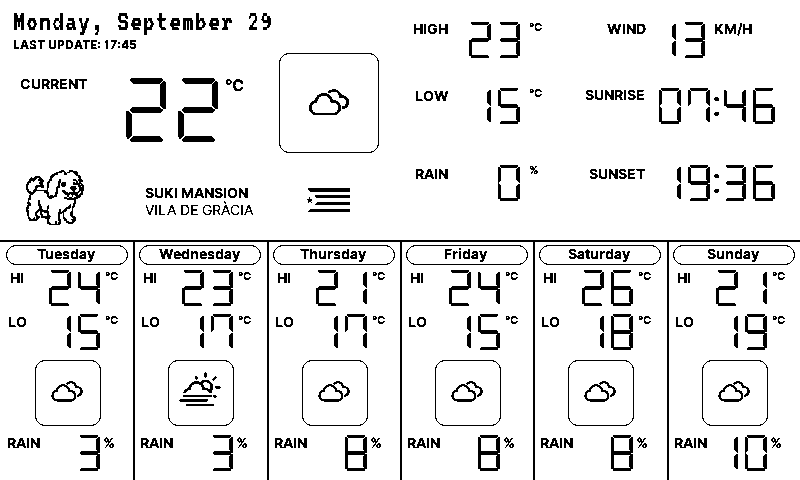 Monday, September 29
LAST UPDATE: 17:45
CURRENT 22 °C
HIGH 23 °C
LOW 15 °C
RAIN 0 %
WIND 13 KM/H
SUNRISE 07:46
SUNSET 19:36
SUKI MANSION
VILA DE GRÀCIA
Tuesday
HI 24 °C
LO 15 °C
RAIN 3 %
Wednesday
HI 23 °C
LO 17 °C
RAIN 3 %
Thursday
HI 21 °C
LO 17 °C
RAIN 8 %
Friday
HI 24 °C
LO 15 °C
RAIN 8 %
Saturday
HI 26 °C
LO 18 °C
RAIN 8 %
Sunday
HI 21 °C
LO 19 °C
RAIN 10 %